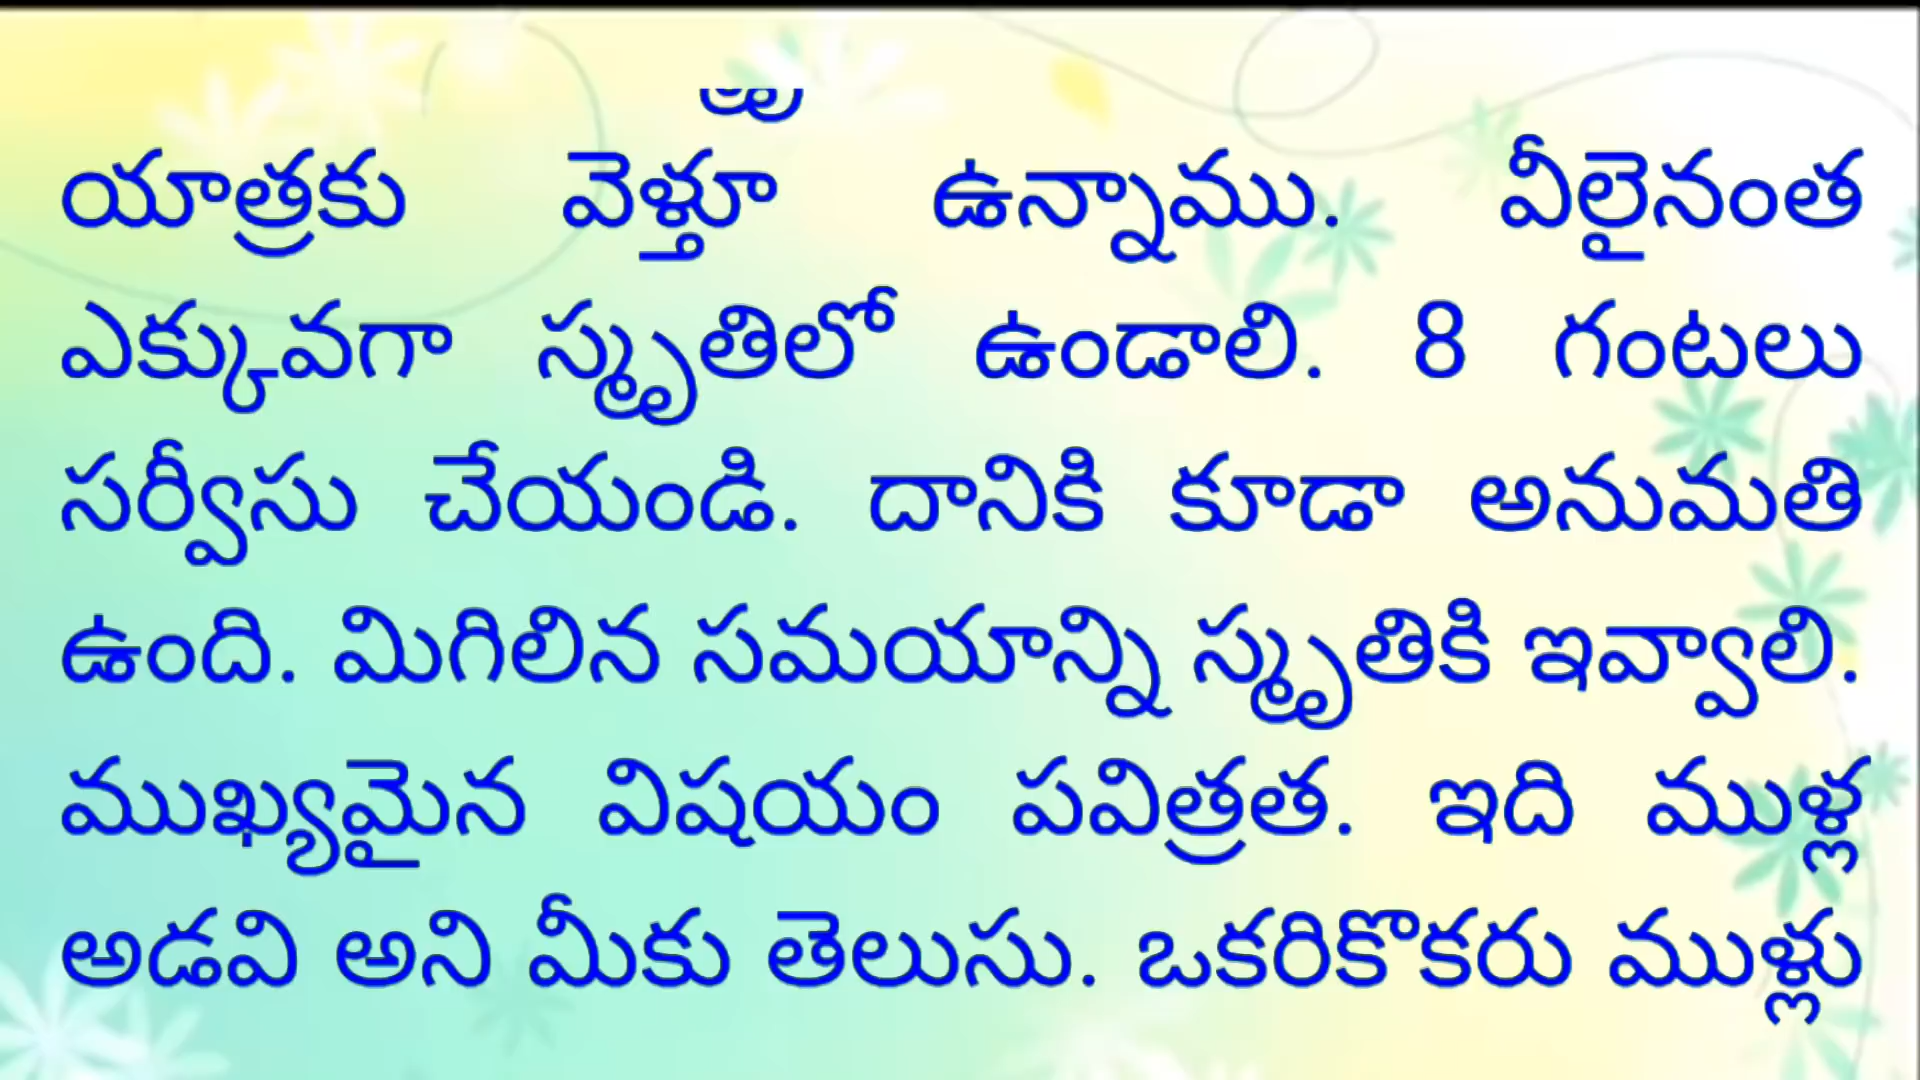 యాత్రకు వెళ్తూ ఉన్నాము. వీలైనంత
ఎక్కువగా స్మృతిలో ఉండాలి. 8 గంటలు
సర్వీసు చేయండి. దానికి కూడా అనుమతి
ఉంది. మిగిలిన సమయాన్ని స్మృతికి ఇవ్వాలి.
ముఖ్యమైన విషయం పవిత్రత. ఇది ముళ్ల
అడవి అని మీకు తెలుసు. ఒకరికొకరు ముళ్లు